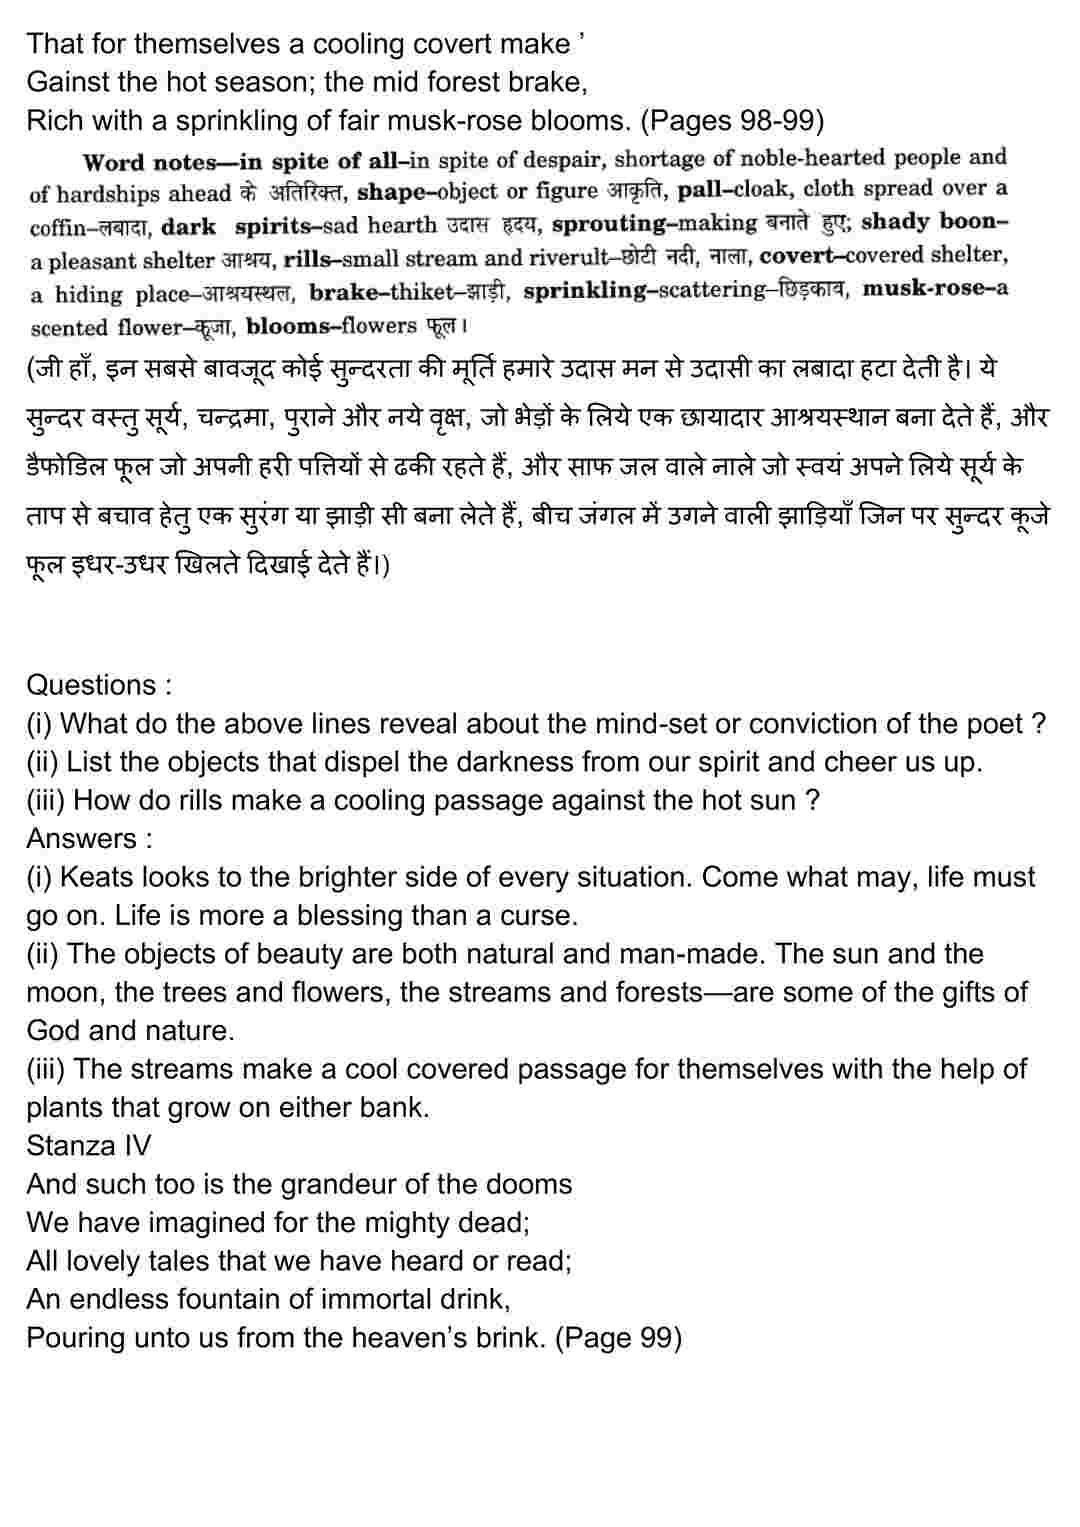 That for themselves a cooling covert make ’
Gainst the hot season; the mid forest brake,
Rich with a sprinkling of fair musk-rose blooms. (Pages 98-99)
Word notes—in spite of all–in spite of despair, shortage of noble-hearted people and
of hardships ahead के अतिरिक्त, shape–object or figure आकृति, pall–cloak, cloth spread over a
coffin–लबादा, dark spirits–sad hearth उदास हृदय, sprouting–making बनाते हुए; shady boon–
a pleasant shelter आश्रय, rills–small stream and riverult–छोटी नदी, नाला, covert–covered shelter,
a hiding place–आश्रयस्थल, brake–thiket–झाड़ी, sprinkling–scattering–छिड़काव, musk-rose–a
scented flower–कूजा, blooms–flowers फूल।
(जी हाँ, इन सबसे बावजूद कोई सुन्दरता की मूर्ति हमारे उदास मन से उदासी का लबादा हटा देती है। ये
सुन्दर वस्तु सूर्य, चन्द्रमा, पुराने और नये वृक्ष, जो भेड़ों के लिये एक छायादार आश्रयस्थान बना देते हैं, और
डैफोडिल फूल जो अपनी हरी पत्तियों से ढकी रहते हैं, और साफ जल वाले नाले जो स्वयं अपने लिये सूर्य के
ताप से बचाव हेतु एक सुरंग या झाड़ी सी बना लेते हैं, बीच जंगल में उगने वाली झाड़ियाँ जिन पर सुन्दर कूजे
फूल इधर-उधर खिलते दिखाई देते हैं।)
Questions :
(i) What do the above lines reveal about the mind-set or conviction of the poet ?
(ii) List the objects that dispel the darkness from our spirit and cheer us up.
(iii) How do rills make a cooling passage against the hot sun ?
Answers :
(i) Keats looks to the brighter side of every situation. Come what may, life must
go on. Life is more a blessing than a curse.
(ii) The objects of beauty are both natural and man-made. The sun and the
moon, the trees and flowers, the streams and forests—are some of the gifts of
God and nature.
(iii) The streams make a cool covered passage for themselves with the help of
plants that grow on either bank.
Stanza IV
And such too is the grandeur of the dooms
We have imagined for the mighty dead;
All lovely tales that we have heard or read;
An endless fountain of immortal drink,
Pouring unto us from the heaven’s brink. (Page 99)